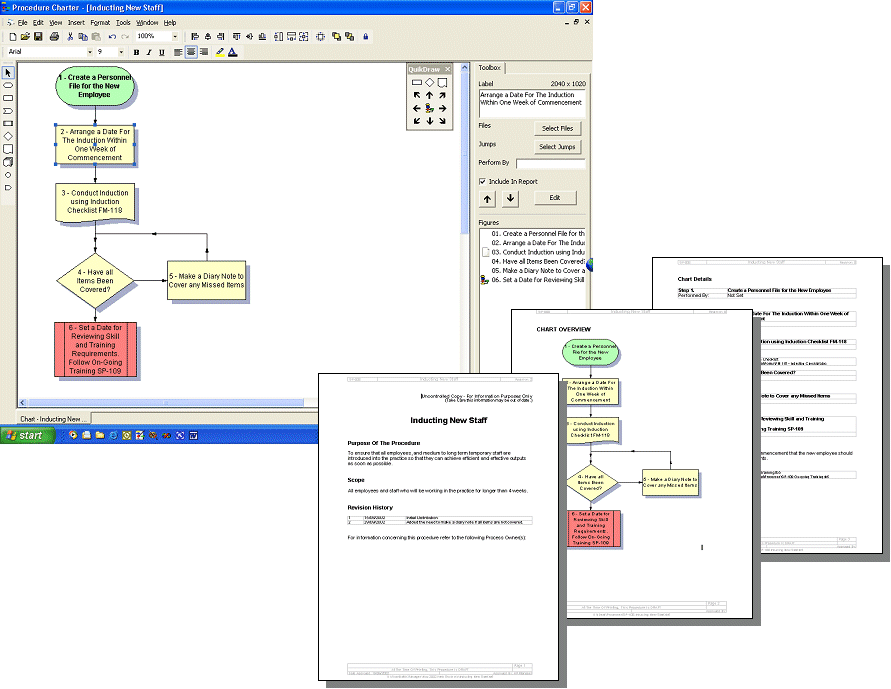 Procedure Charter - [Inducting New Staff]
File Edit View Insert Format Tools Window Help
100%
Arial 9 B I U
1 - Create a Personnel
File for the New
Employee
2 - Arrange a Date For
The Induction Within
One Week of
Commencement
3 - Conduct Induction
using Induction
Checklist FM-118
4 - Have all
Items Been
Covered?
5 - Make a Diary Note to
Cover any Missed Items
6 - Set a Date for
Reviewing Skill
and Training
Requirements.
Follow On-Going
Training SP-109
QuikDraw
Toolbox
Label 2040 x 1020
Arrange a Date For The Induction
Within One Week of Commencement
Files Select Files
Jumps Select Jumps
Perform By
Include In Report
Edit
Figures
01. Create a Personnel File for th
02. Arrange a Date For The Induc
03. Conduct Induction using Indu
04. Have all Items Been Covered?
05. Make a Diary Note to Cover a
06. Set a Date for Reviewing Skill
Chart - Inducting New ...
start
Inducting New Staff
Uncontrolled Copy - For Information Purposes Only
(Take Care this information may be out of date.)
Inducting New Staff
Purpose Of The Procedure
To ensure that all employees, and medium to long term temporary staff are
introduced into the practice so that they can achieve efficient and effective outputs
as soon as possible.
Scope
All employees and staff who will be working in the practice for longer than 4 weeks.
Revision History
1 Initial Distribution
2 Added the need to make a diary note if all items are not covered.
For information concerning this procedure refer to the following Process Owner(s):
Page 1
Inducting New Staff
CHART OVERVIEW
1 - Create a Personnel
File for the New
Employee
- Arrange a Date For
The Induction Within
One Week of
Commencement
- Conduct Induction
using Induction
Checklist FM-118
4 - Have all
Items Been
Covered?
5 - Make a Diary Note to
Cover any Missed Items
6 - Set a Date for
Reviewing Skill
and Training
Requirements.
Follow On-Going
Training SP-109
Page 2
Inducting New Staff
Chart Details
Step 1. Create a Personnel File for the New Employee
Performed By: Not Set
Date For The Induction Within One Week of
nduction using Induction Checklist FM-118
Been Covered?
Note to Cover any Missed Items
Reviewing Skill and Training
ng Training SP-109
mmencement that the new employee should
Page 3